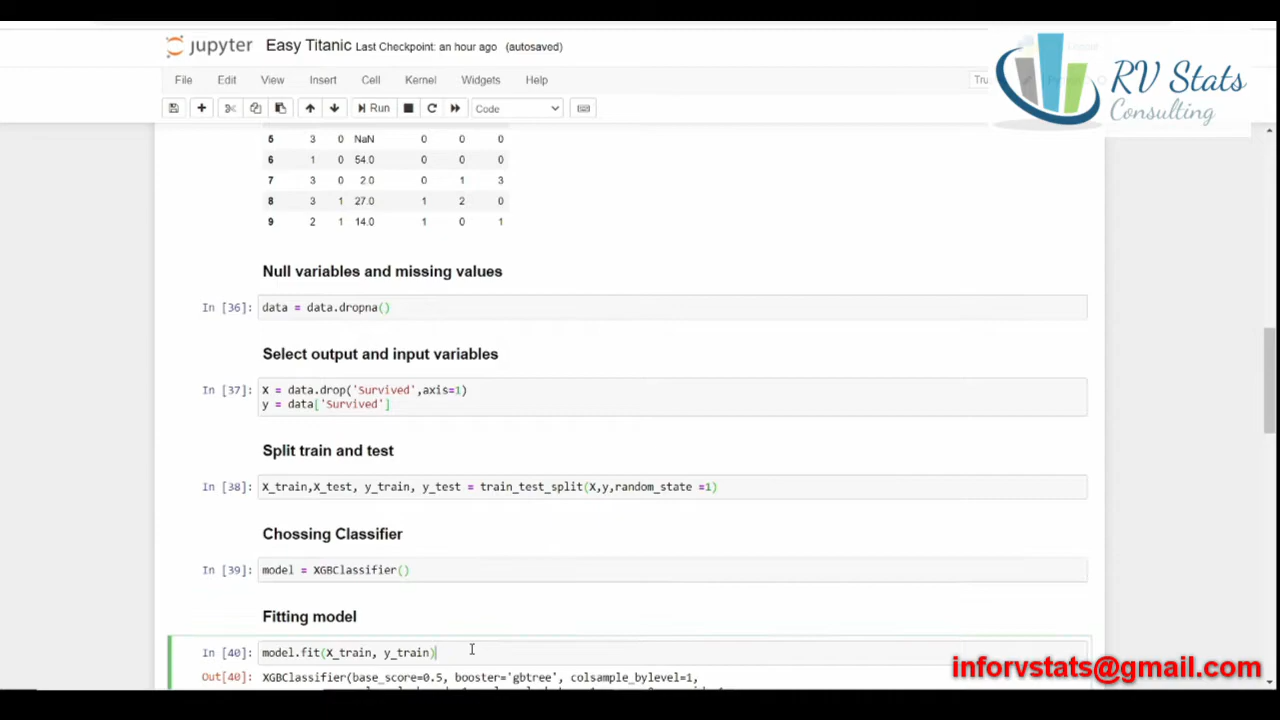 jupyter Easy Titanic Last Checkpoint: an hour ago (autosaved)
RV Stats
Consulting
File Edit View Insert Cell Kernel Widgets Help
Run Code
5 3 0 NaN 0 0 0
6 1 0 54.0 0 0 0
7 3 0 2.0 0 1 3
8 3 1 27.0 1 2 0
9 2 1 14.0 1 0 1
Null variables and missing values
In [36]: data = data.dropna()
Select output and input variables
In [37]: X = data.drop('Survived',axis=1)
y = data['Survived']
Split train and test
In [38]: X_train,X_test, y_train, y_test = train_test_split(X,y,random_state =1)
Chossing Classifier
In [39]: model = XGBClassifier()
Fitting model
In [40]: model.fit(X_train, y_train)
Out[40]: XGBClassifier(base_score=0.5, booster='gbtree', colsample_bylevel=1,
inforvstats@gmail.com